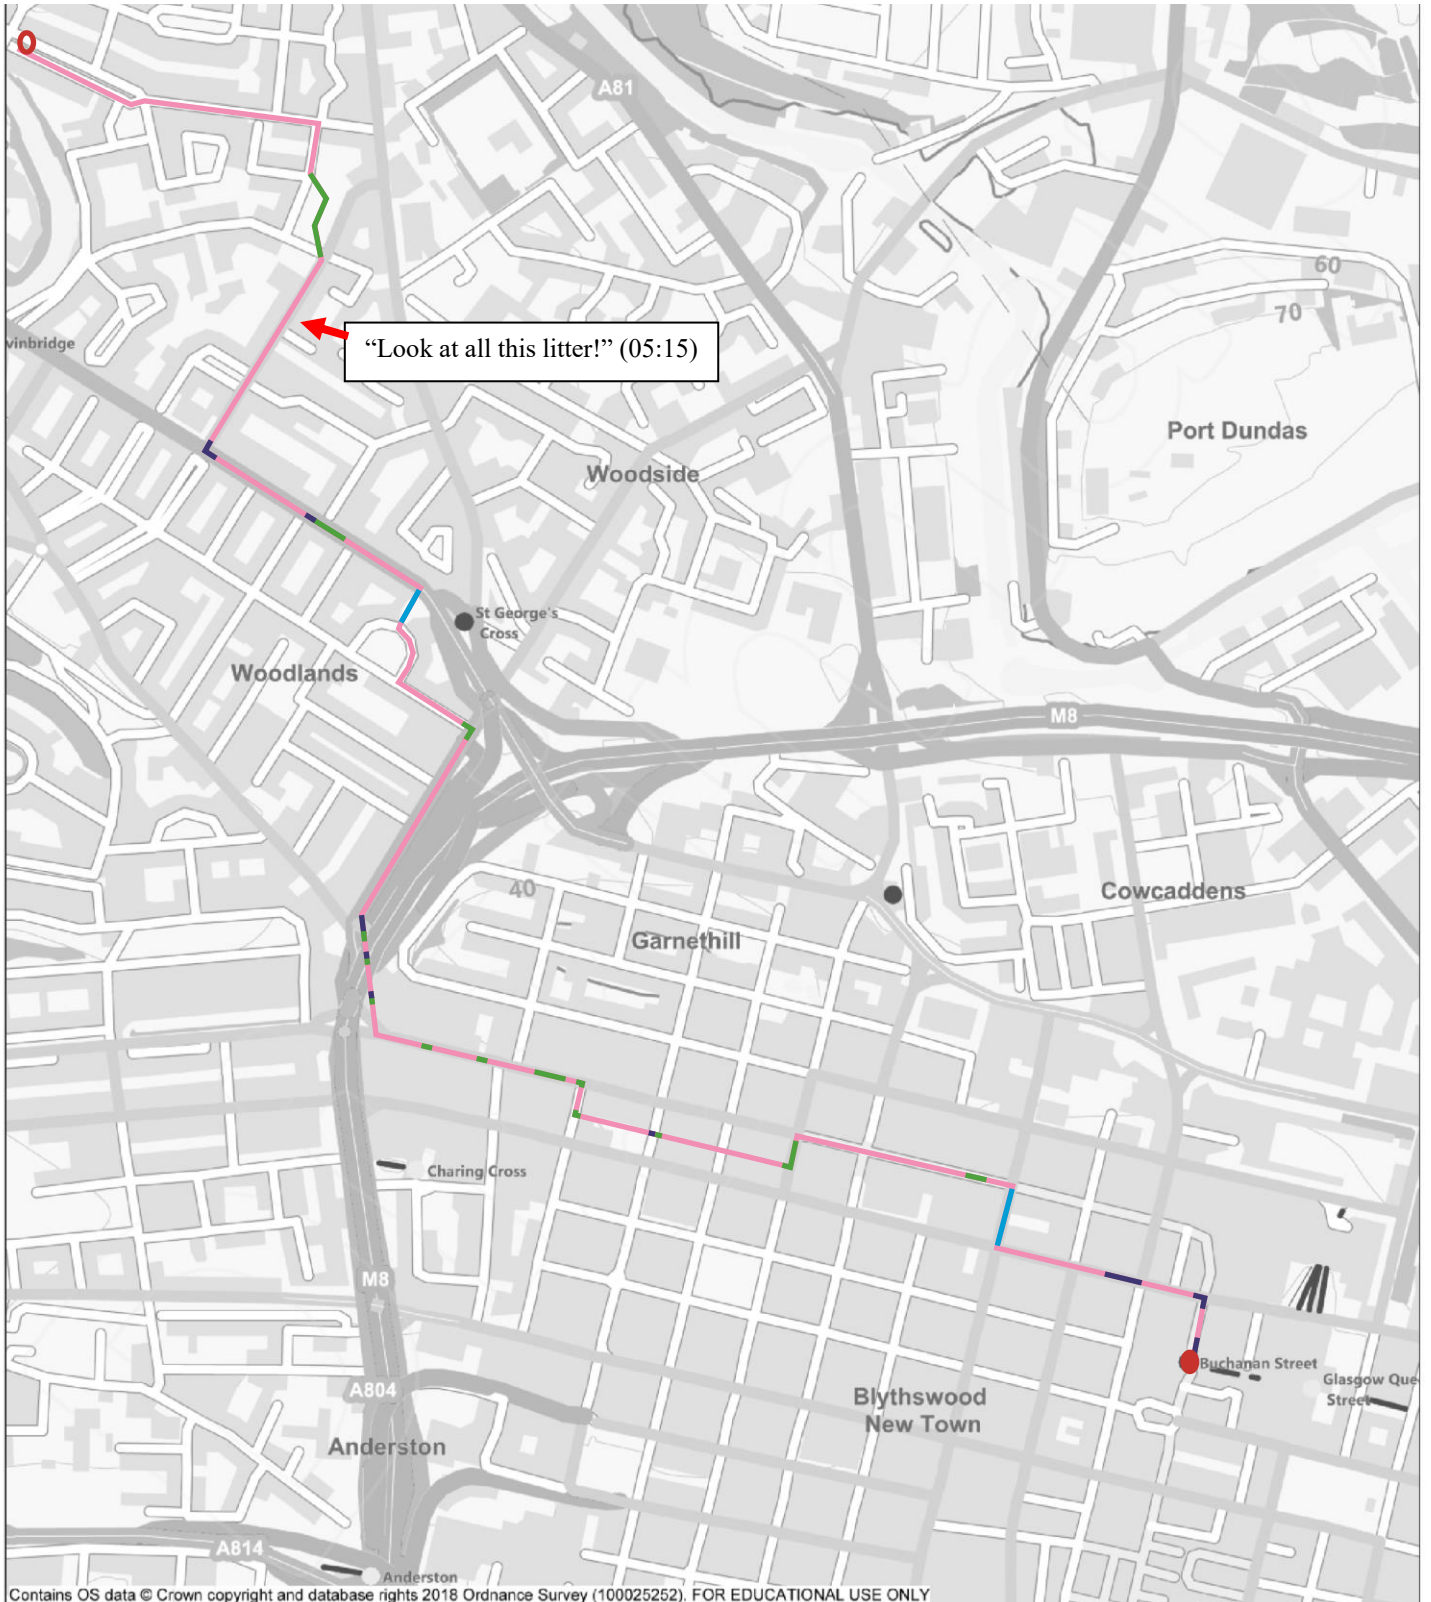 A81
60
70
vinbridge
“Look at all this litter!” (05:15)
Port Dundas
Woodside
St George's
Cross
Woodlands
M8
40
Cowcaddens
Garnethill
Charing Cross
M8
Buchanan Street
Glasgow Que
Street
A804
Blythswood
New Town
Anderston
A814
Anderston
Contains OS data © Crown copyright and database rights 2018 Ordnance Survey (100025252). FOR EDUCATIONAL USE ONLY